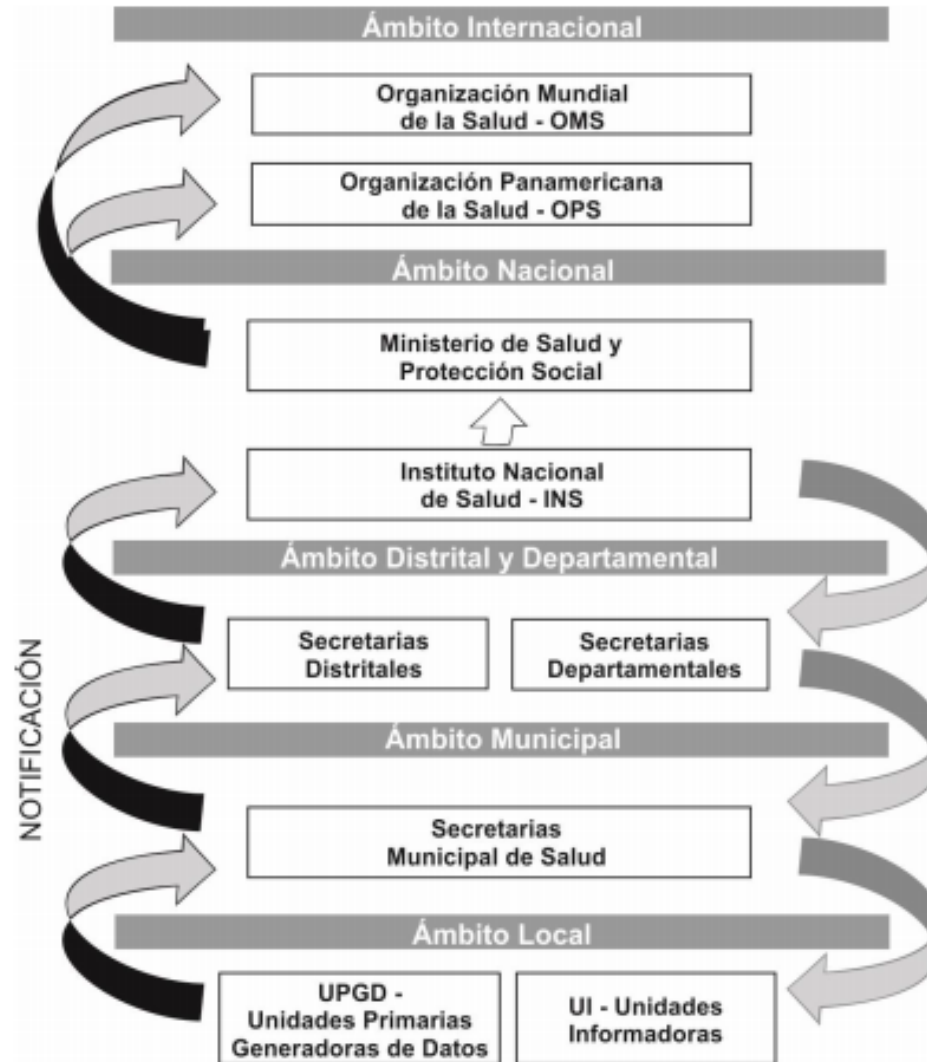 Ámbito Internacional
Organización Mundial
de la Salud - OMS
Organización Panamericana
de la Salud - OPS
Ámbito Nacional
Ministerio de Salud y
Protección Social
Instituto Nacional
de Salud - INS
Ámbito Distrital y Departamental
Secretarias
Distritales
Secretarias
Departamentales
Ámbito Municipal
Secretarias
Municipal de Salud
Ámbito Local
UPGD -
Unidades Primarias
Generadoras de Datos
UI - Unidades
Informadoras
NOTIFICACIÓN